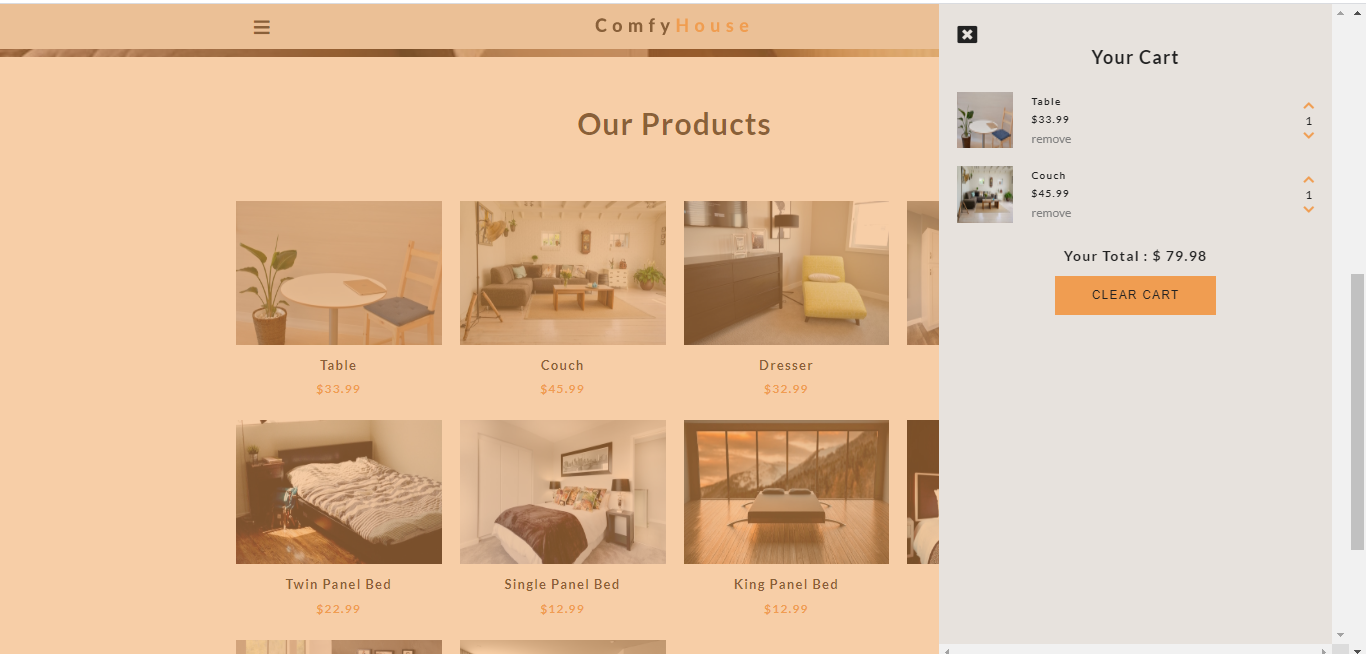 ComfyHouse
Our Products
Table
$33.99
Couch
$45.99
Dresser
$32.99
Twin Panel Bed
$22.99
Single Panel Bed
$12.99
King Panel Bed
$12.99
Your Cart
Table
$33.99
remove
1
Couch
$45.99
remove
1
Your Total : $ 79.98
CLEAR CART